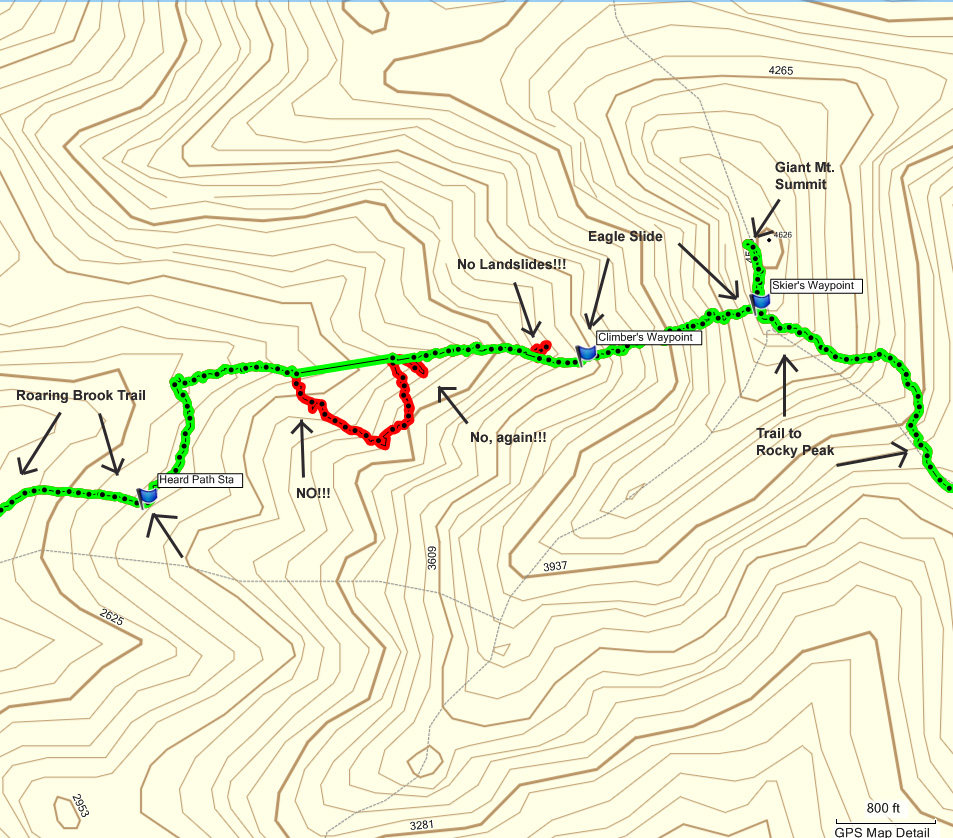 4265
Giant Mt.
Summit
4626
Eagle Slide
No Landslides!!!
Skier's Waypoint
Climber's Waypoint
Roaring Brook Trail
No, again!!!
Trail to
Rocky Peak
Heard Path Sta
NO!!!
3609
3937
2625
2953
3281
800 ft
GPS Map Detail